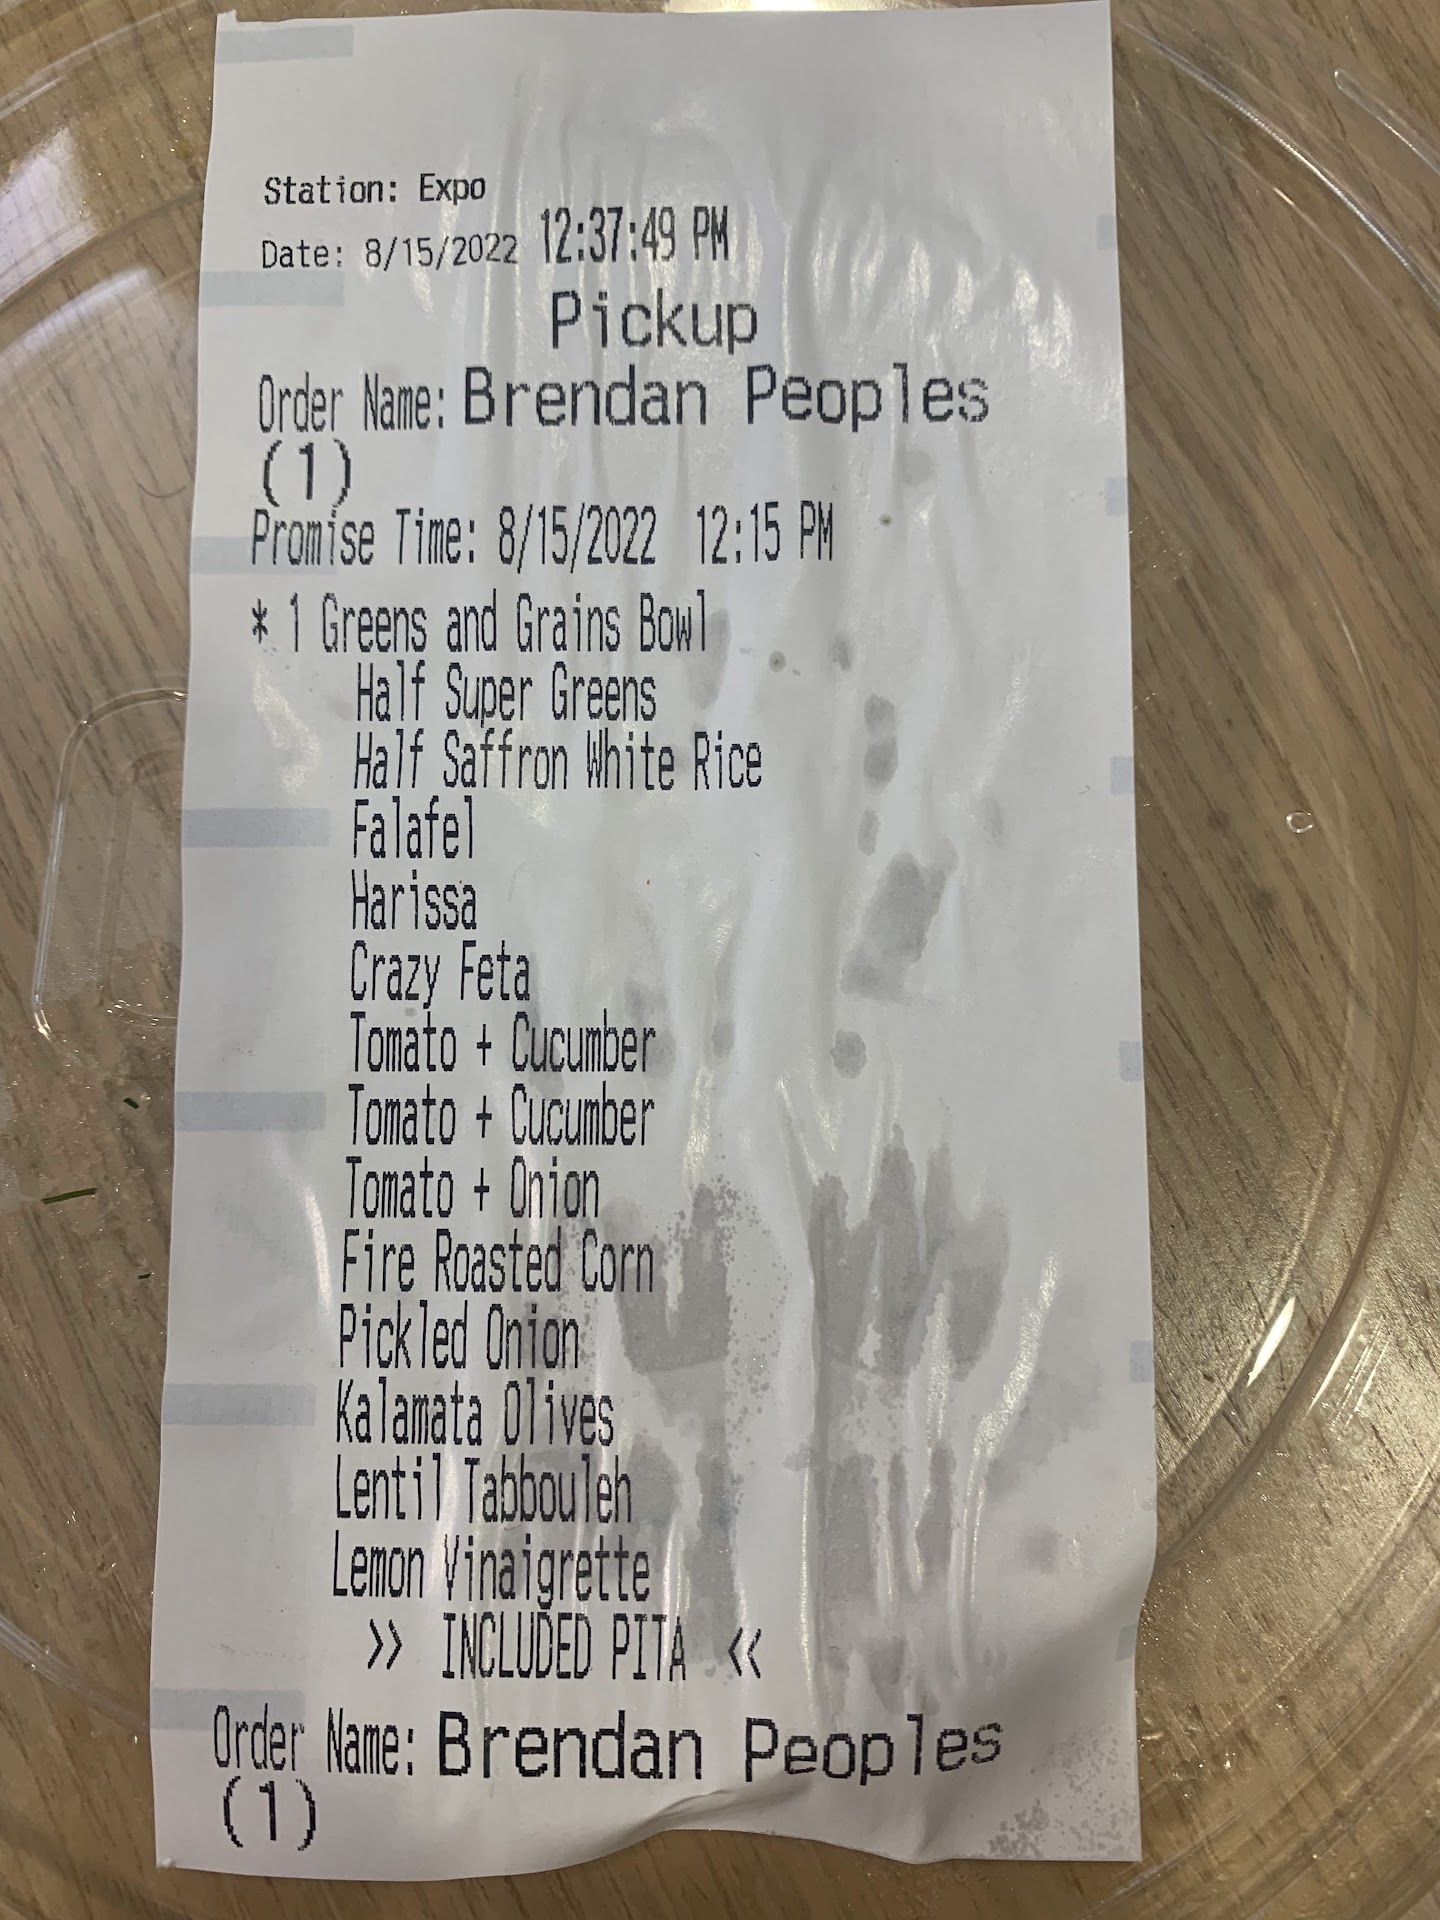 Station: Expo
Date: 8/15/2022 12:37:49 PM
Pickup
Order Name: Brendan Peoples
(1)
Promise Time: 8/15/2022 12:15 PM
* 1 Greens and Grains Bowl
Half Super Greens
Half Saffron White Rice
Falafel
Harissa
Crazy Feta
Tomato + Cucumber
Tomato + Cucumber
Tomato + Onion
Fire Roasted Corn
Pickled Onion
Kalamata Olives
Lentil Tabbouleh
Lemon Vinaigrette
>> INCLUDED PITA <<
Order Name: Brendan Peoples
(1)